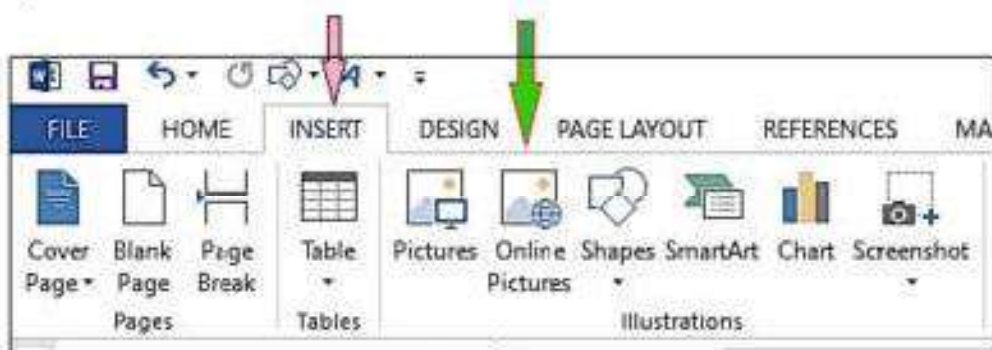 FILE HOME INSERT DESIGN PAGE LAYOUT REFERENCES MA
Cover Blank Page Table Pictures Online Shapes SmartArt Chart Screenshot
Page Page Break Pictures
Pages Tables Illustrations